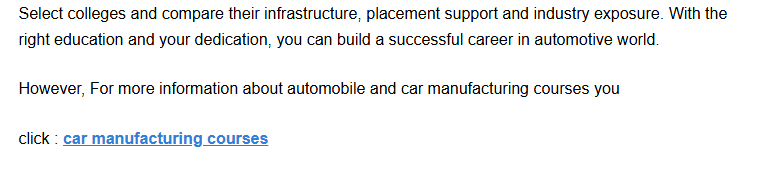 Select colleges and compare their infrastructure, placement support and industry exposure. With the
right education and your dedication, you can build a successful career in automotive world.
However, For more information about automobile and car manufacturing courses you
click : car manufacturing courses